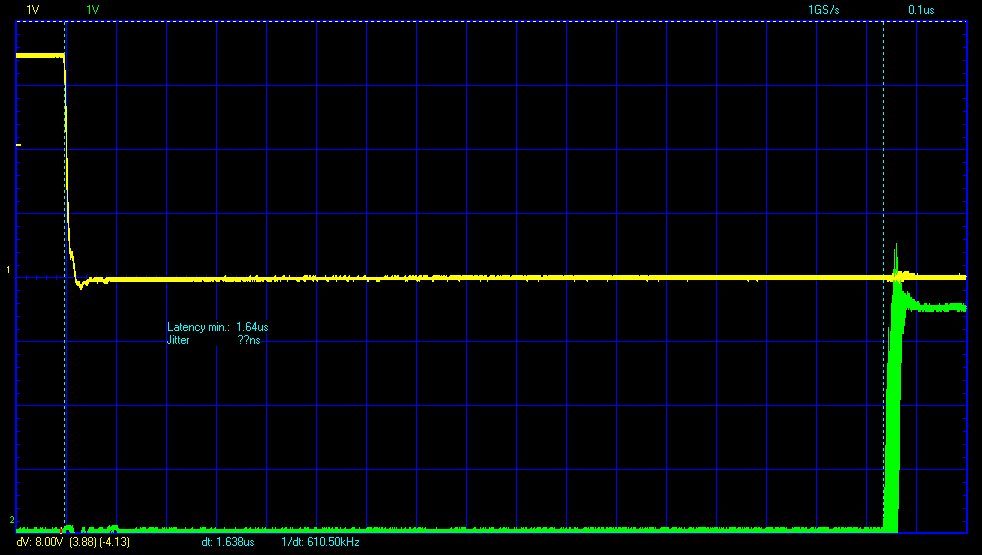 1V 1V 1GS/s 0.1us
1
Latency min.: 1.64us
Jitter ??ns
2
dV: 8.00V (3.88) (-4.13) dt: 1.638us 1/dt: 610.50kHz